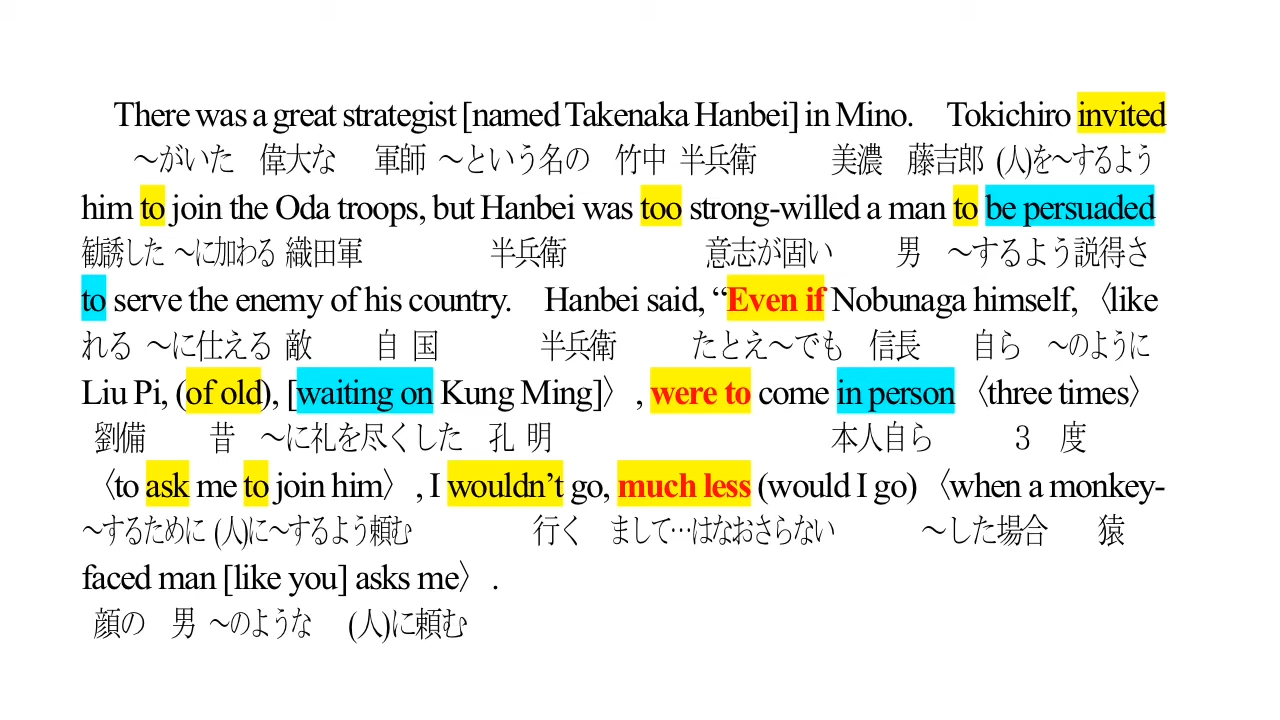 There was a great strategist [named Takenaka Hanbei] in Mino.　Tokichiro invited
～がいた　偉大な　軍師　～という名の　竹中 半兵衛　美濃　藤吉郎　(人)を～するよう
him to join the Oda troops, but Hanbei was too strong-willed a man to be persuaded
勧誘した　～に加わる　織田軍　半兵衛　意志が固い　男　～するよう説得さ
to serve the enemy of his country.　Hanbei said, “Even if Nobunaga himself,〈like
れる　～に仕える　敵　自　国　半兵衛　たとえ～でも　信長　自ら　～のように
Liu Pi, (of old), [waiting on Kung Ming]〉, were to come in person〈three times〉
劉備　昔　～に礼を尽くした　孔　明　本人自ら　３　度
〈to ask me to join him〉, I wouldn’t go, much less (would I go)〈when a monkey-
～するために　(人)に～するよう頼む　行く　まして…はなおさらない　～した場合　猿
faced man [like you] asks me〉.
顔の　男　～のような　(人)に頼む